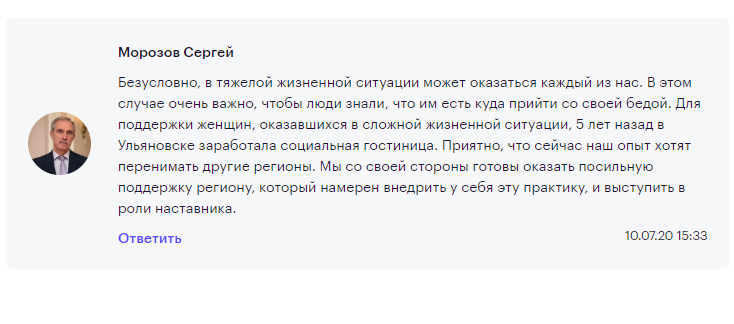 Морозов Сергей
Безусловно, в тяжелой жизненной ситуации может оказаться каждый из нас. В этом
случае очень важно, чтобы люди знали, что им есть куда прийти со своей бедой. Для
поддержки женщин, оказавшихся в сложной жизненной ситуации, 5 лет назад в
Ульяновске заработала социальная гостиница. Приятно, что сейчас наш опыт хотят
перенимать другие регионы. Мы со своей стороны готовы оказать посильную
поддержку региону, который намерен внедрить у себя эту практику, и выступить в
роли наставника.
Ответить
10.07.20 15:33